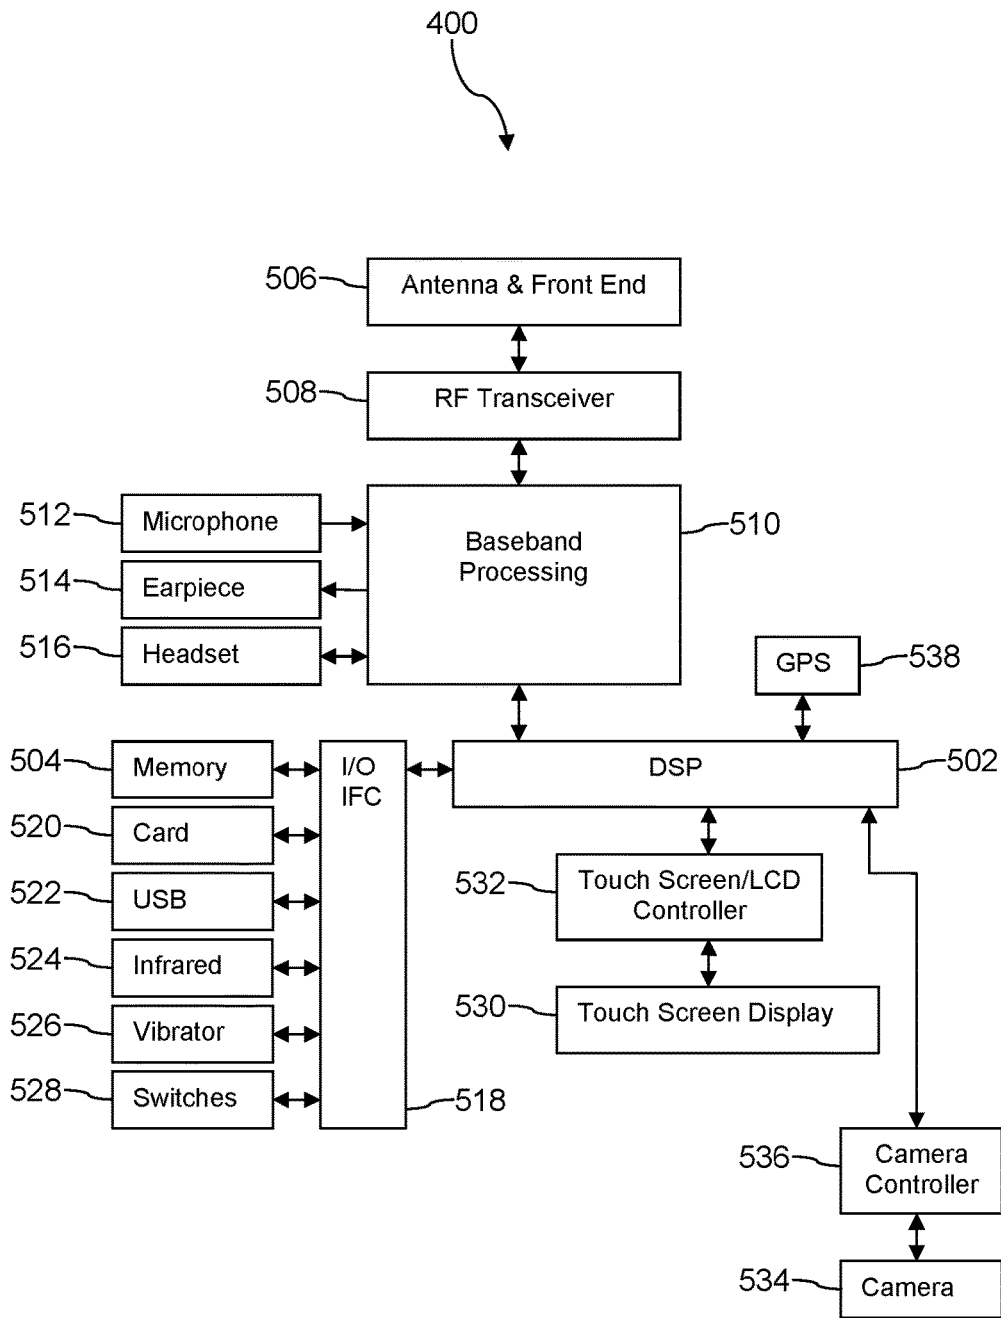 400
506
Antenna & Front End
508
RF Transceiver
512
Microphone
Baseband
Processing
510
514
Earpiece
516
Headset
GPS
538
504
Memory
I/O
IFC
DSP
502
520
Card
522
USB
532
Touch Screen/LCD
Controller
524
Infrared
530
Touch Screen Display
526
Vibrator
528
Switches
518
536
Camera
Controller
534
Camera